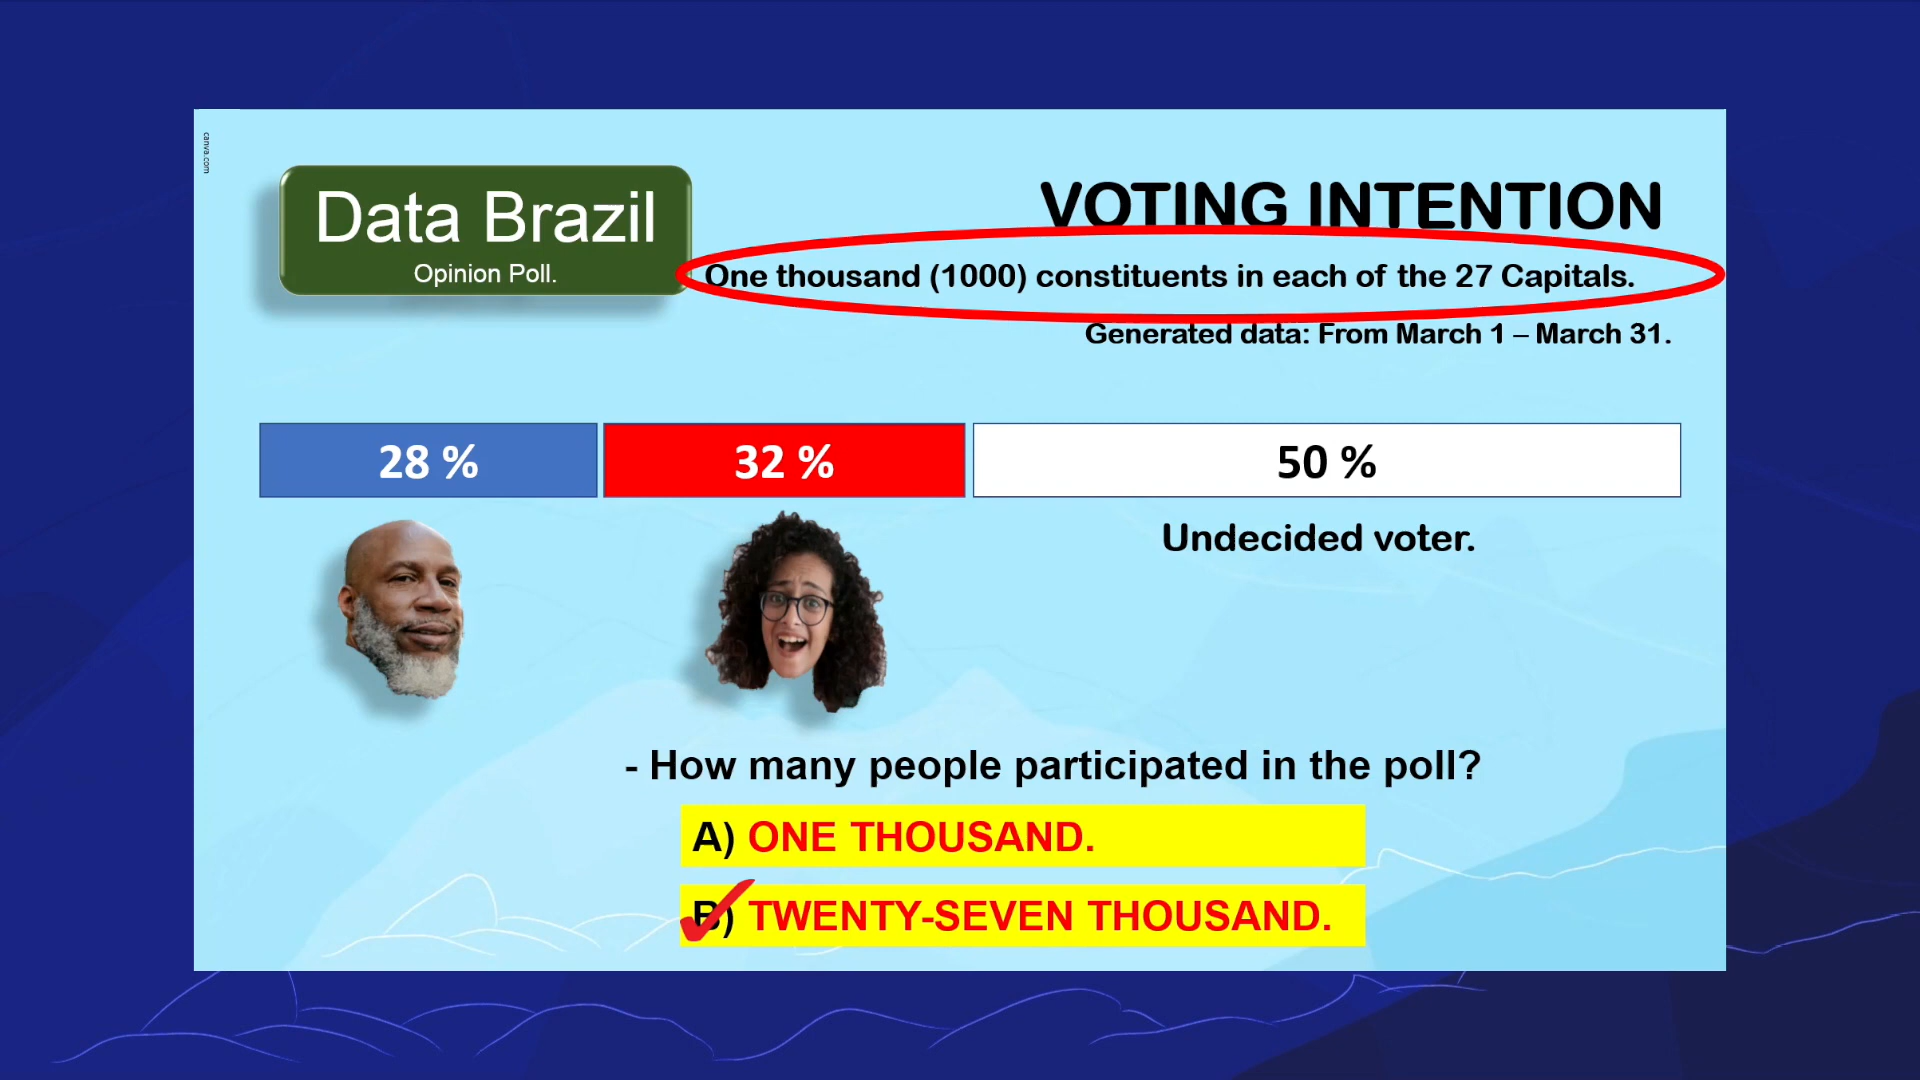 canva.com
Data Brazil
Opinion Poll.
VOTING INTENTION
One thousand (1000) constituents in each of the 27 Capitals.
Generated data: From March 1 – March 31.
28 %
32 %
50 %
Undecided voter.
- How many people participated in the poll?
A) ONE THOUSAND.
B) TWENTY-SEVEN THOUSAND.